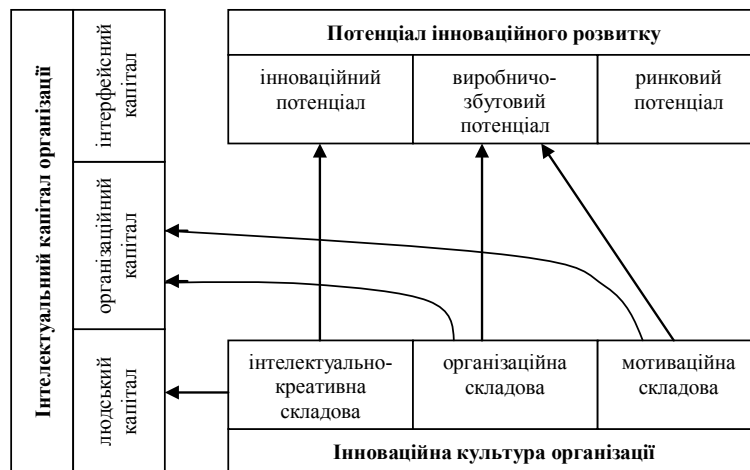 Інтелектуальний капітал організації
інтерфейсний
капітал
організаційний
капітал
людський
капітал
Потенціал інноваційного розвитку
інноваційний
потенціал
виробничо-
збутовий
потенціал
ринковий
потенціал
інтелектуально-
креативна
складова
організаційна
складова
мотиваційна
складова
Інноваційна культура організації